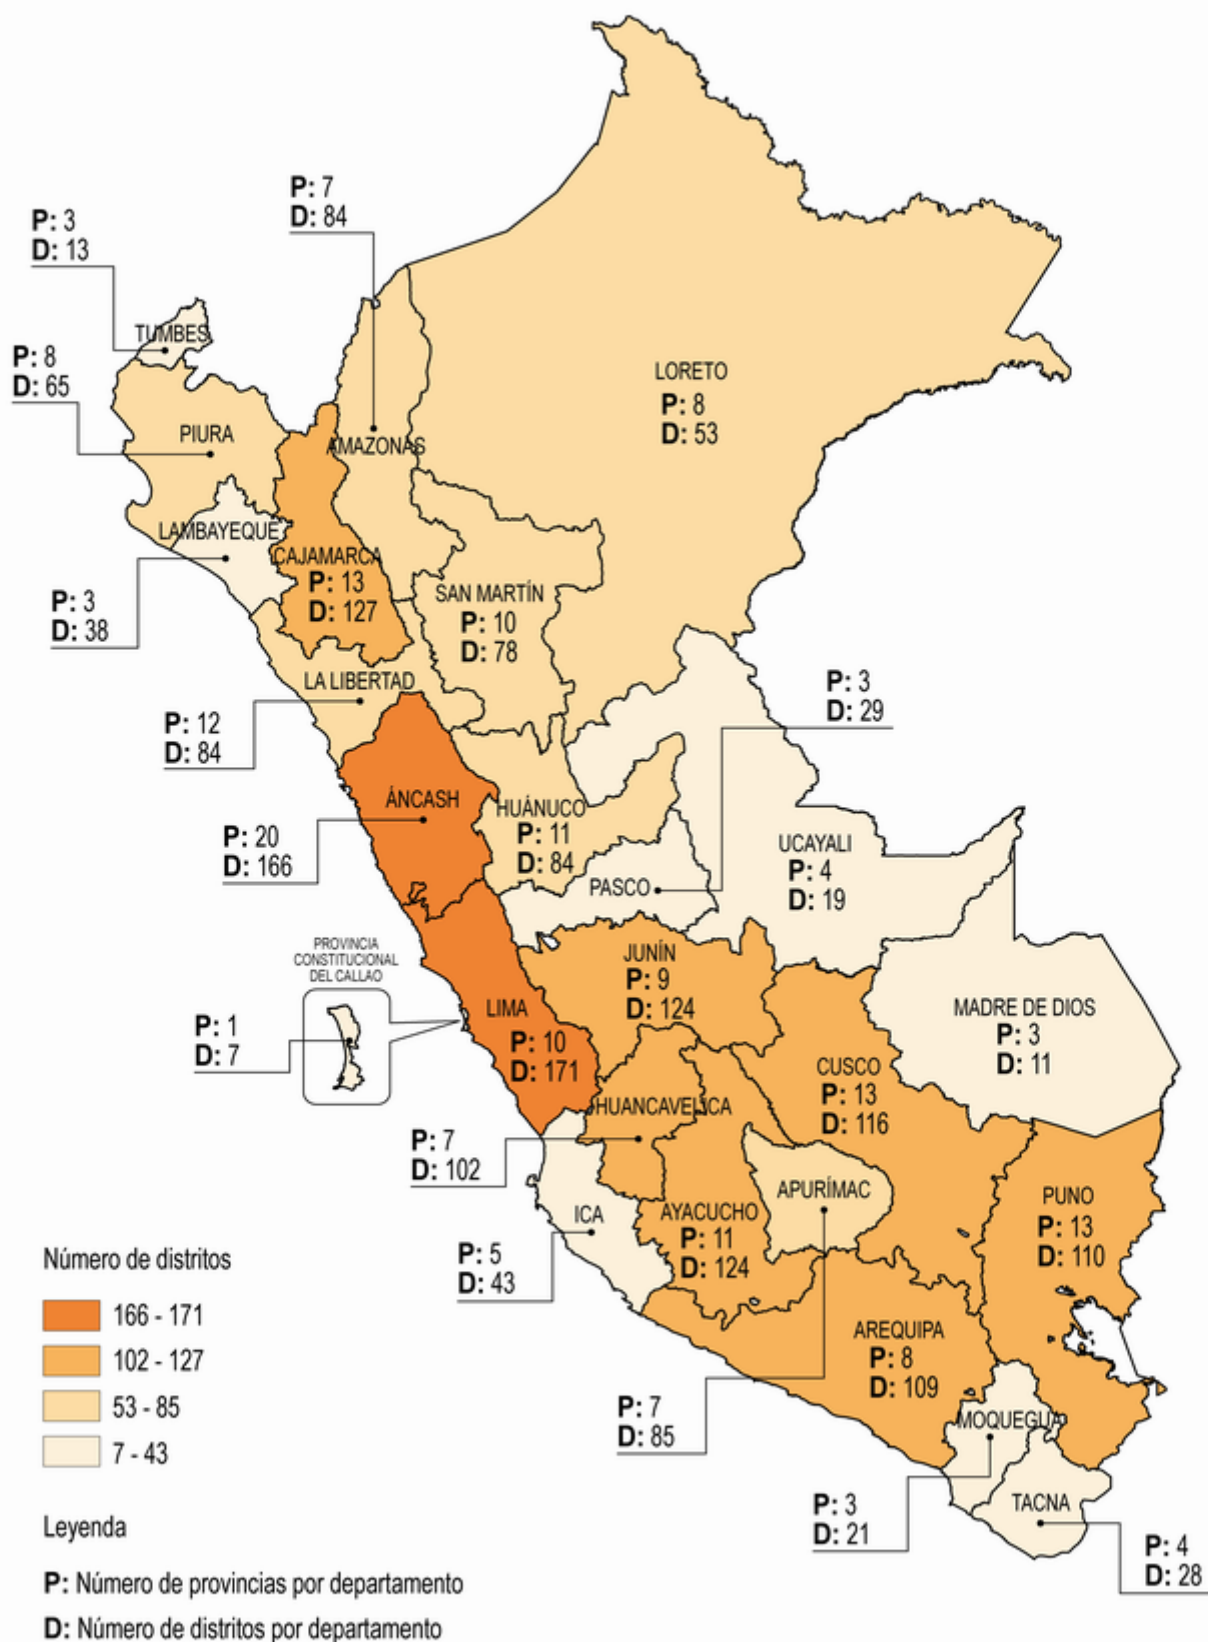 P: 7
D: 84
P: 3
D: 13
TUMBES
P: 8
D: 65
PIURA
AMAZONAS
LORETO
P: 8
D: 53
LAMBAYEQUE
P: 3
D: 38
CAJAMARCA
P: 13
D: 127
SAN MARTÍN
P: 10
D: 78
LA LIBERTAD
P: 12
D: 84
P: 3
D: 29
ÁNCASH
P: 20
D: 166
HUÁNUCO
P: 11
D: 84
PASCO
UCAYALI
P: 4
D: 19
PROVINCIA
CONSTITUCIONAL
DEL CALLAO
P: 1
D: 7
LIMA
P: 10
D: 171
JUNÍN
P: 9
D: 124
MADRE DE DIOS
P: 3
D: 11
CUSCO
P: 13
D: 116
HUANCAVELICA
P: 7
D: 102
ICA
P: 5
D: 43
AYACUCHO
P: 11
D: 124
APURÍMAC
P: 7
D: 85
PUNO
P: 13
D: 110
AREQUIPA
P: 8
D: 109
MOQUEGUA
P: 3
D: 21
TACNA
P: 4
D: 28
Número de distritos
166 - 171
102 - 127
53 - 85
7 - 43
Leyenda
P: Número de provincias por departamento
D: Número de distritos por departamento